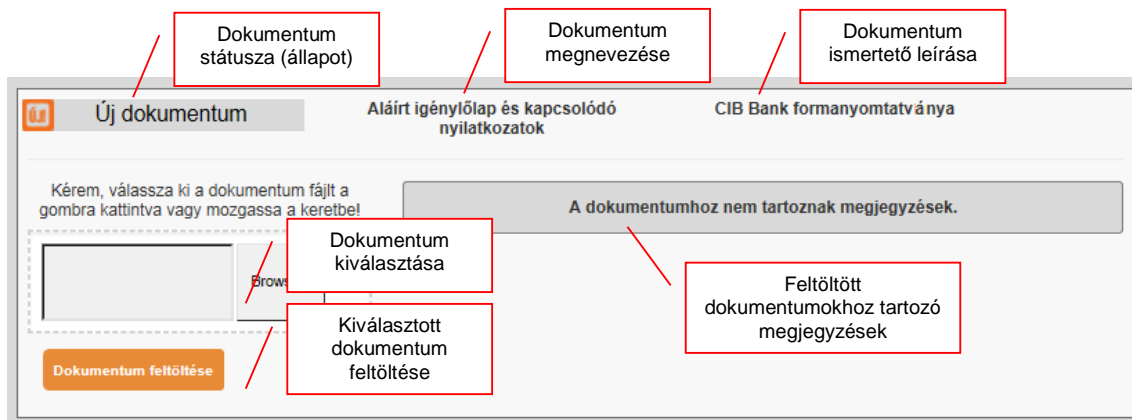 Dokumentum
státusza (állapot)
Dokumentum
megnevezése
Dokumentum
ismertető leírása
ÚJ!
Új dokumentum
Aláírt igénylőlap és kapcsolódó
nyilatkozatok
CIB Bank formanyomtatványa
Kérem, válassza ki a dokumentum fájlt a
gombra kattintva vagy mozgassa a keretbe!
A dokumentumhoz nem tartoznak megjegyzések.
Dokumentum
kiválasztása
Feltöltött
dokumentumokhoz tartozó
megjegyzések
Kiválasztott
dokumentum
feltöltése
Dokumentum feltöltése